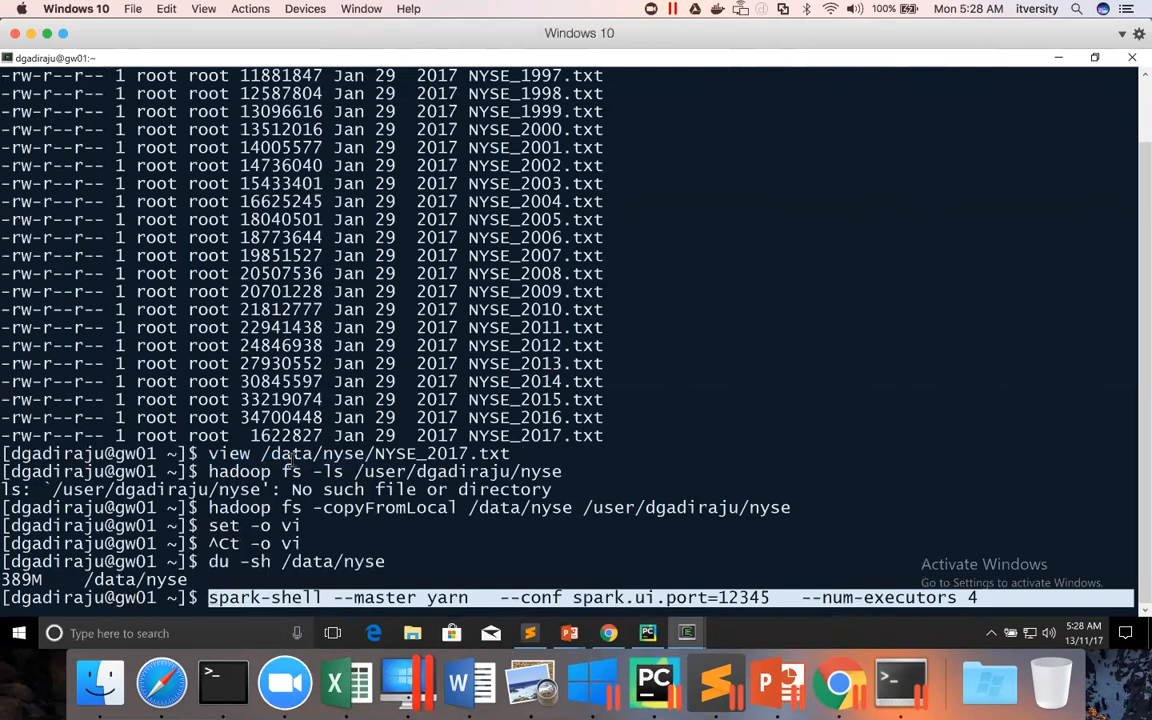 Windows 10 File Edit View Actions Devices Window Help 100% Mon 5:28 AM itversity
Windows 10
dgadiraju@gw01:~
-rw-r--r-- 1 root root 11881847 Jan 29  2017 NYSE_1997.txt
-rw-r--r-- 1 root root 12587804 Jan 29  2017 NYSE_1998.txt
-rw-r--r-- 1 root root 13096616 Jan 29  2017 NYSE_1999.txt
-rw-r--r-- 1 root root 13512016 Jan 29  2017 NYSE_2000.txt
-rw-r--r-- 1 root root 14005577 Jan 29  2017 NYSE_2001.txt
-rw-r--r-- 1 root root 14736040 Jan 29  2017 NYSE_2002.txt
-rw-r--r-- 1 root root 15433401 Jan 29  2017 NYSE_2003.txt
-rw-r--r-- 1 root root 16625245 Jan 29  2017 NYSE_2004.txt
-rw-r--r-- 1 root root 18040501 Jan 29  2017 NYSE_2005.txt
-rw-r--r-- 1 root root 18773644 Jan 29  2017 NYSE_2006.txt
-rw-r--r-- 1 root root 19851527 Jan 29  2017 NYSE_2007.txt
-rw-r--r-- 1 root root 20507536 Jan 29  2017 NYSE_2008.txt
-rw-r--r-- 1 root root 20701228 Jan 29  2017 NYSE_2009.txt
-rw-r--r-- 1 root root 21812777 Jan 29  2017 NYSE_2010.txt
-rw-r--r-- 1 root root 22941438 Jan 29  2017 NYSE_2011.txt
-rw-r--r-- 1 root root 24846938 Jan 29  2017 NYSE_2012.txt
-rw-r--r-- 1 root root 27930552 Jan 29  2017 NYSE_2013.txt
-rw-r--r-- 1 root root 30845597 Jan 29  2017 NYSE_2014.txt
-rw-r--r-- 1 root root 33219074 Jan 29  2017 NYSE_2015.txt
-rw-r--r-- 1 root root 34700448 Jan 29  2017 NYSE_2016.txt
-rw-r--r-- 1 root root  1622827 Jan 29  2017 NYSE_2017.txt
[dgadiraju@gw01 ~]$ view /data/nyse/NYSE_2017.txt
[dgadiraju@gw01 ~]$ hadoop fs -ls /user/dgadiraju/nyse
ls: `/user/dgadiraju/nyse': No such file or directory
[dgadiraju@gw01 ~]$ hadoop fs -copyFromLocal /data/nyse /user/dgadiraju/nyse
[dgadiraju@gw01 ~]$ set -o vi
[dgadiraju@gw01 ~]$ ^Ct -o vi
[dgadiraju@gw01 ~]$ du -sh /data/nyse
389M    /data/nyse
[dgadiraju@gw01 ~]$ spark-shell --master yarn   --conf spark.ui.port=12345   --num-executors 4
Activate Windows
Go to Settings to activate Windows.
Type here to search
5:28 AM
13/11/17